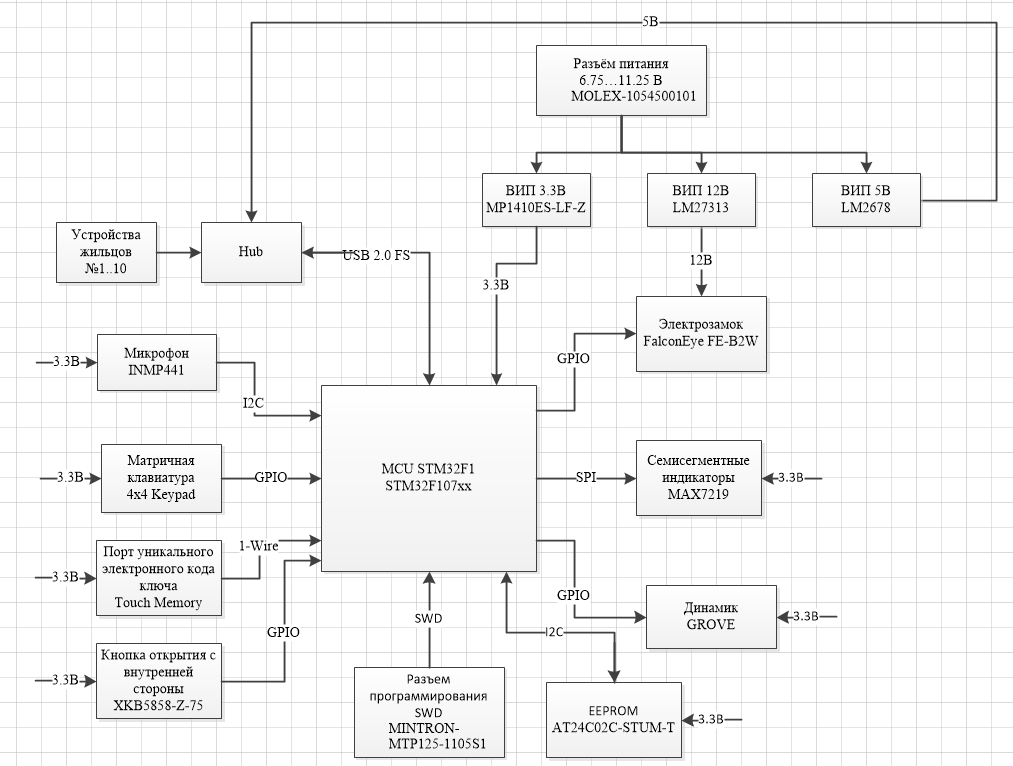 5В
Разъём питания
6.75…11.25 В
MOLEX-1054500101
ВИП 3.3В
MP1410ES-LF-Z
ВИП 12В
LM27313
ВИП 5В
LM2678
Устройства
жильцов
№1..10
Hub
USB 2.0 FS
12В
3.3В
Электрозамок
FalconEye FE-B2W
GPIO
3.3В
Микрофон
INMP441
I2C
MCU STM32F1
STM32F107xx
3.3В
Матричная
клавиатура
4x4 Keypad
GPIO
SPI
Семисегментные
индикаторы
MAX7219
3.3В
3.3В
Порт уникального
электронного кода
ключа
Touch Memory
1-Wire
GPIO
Динамик
GROVE
3.3В
SWD
I2C
GPIO
3.3В
Кнопка открытия с
внутренней
стороны
XKB5858-Z-75
Разъем
программирования
SWD
MINTRON-
MTP125-1105S1
EEPROM
AT24C02C-STUM-T
3.3В